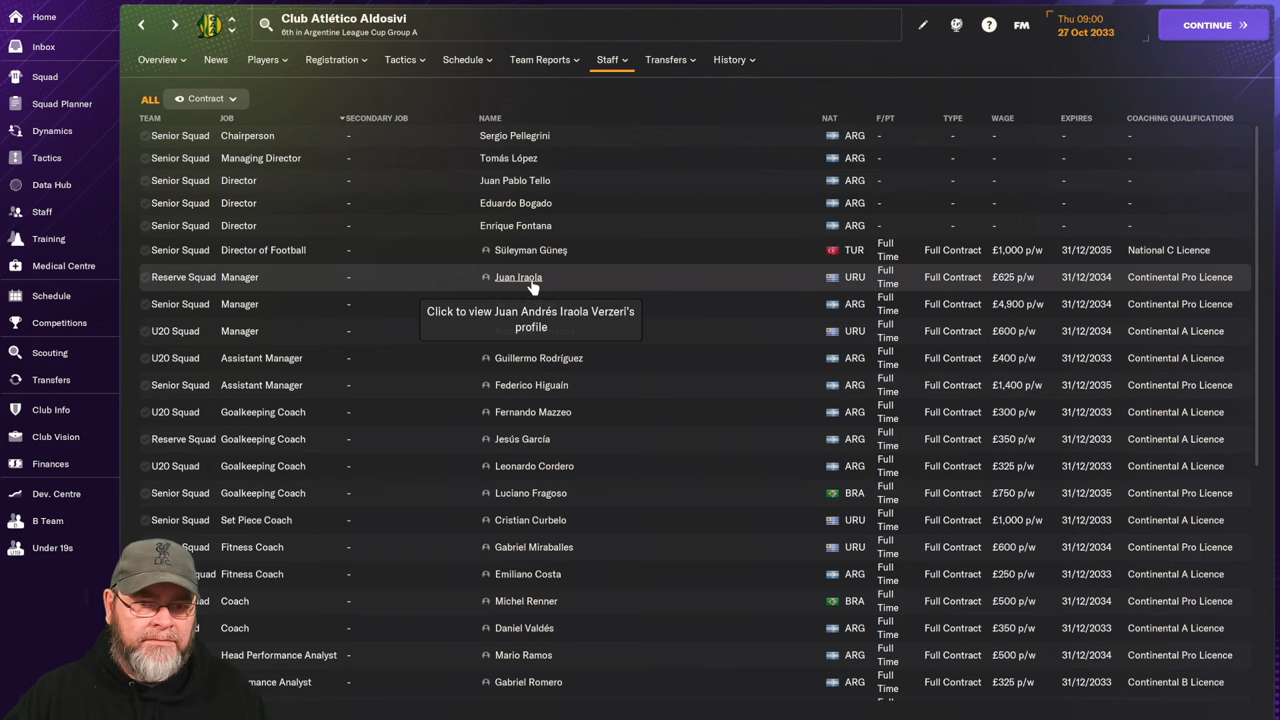 Home
Inbox
Squad
Squad Planner
Dynamics
Tactics
Data Hub
Staff
Training
Medical Centre
Schedule
Competitions
Scouting
Transfers
Club Info
Club Vision
Finances
Dev. Centre
B Team
Under 19s
Club Atlético Aldosivi
6th in Argentine League Cup Group A
FM
Thu 09:00
27 Oct 2033
CONTINUE
Overview News Players Registration Tactics Schedule Team Reports Staff Transfers History
ALL Contract
TEAM JOB SECONDARY JOB NAME NAT F/PT TYPE WAGE EXPIRES COACHING QUALIFICATIONS
Senior Squad Chairperson - Sergio Pellegrini ARG - - - - -
Senior Squad Managing Director - Tomás López ARG - - - - -
Senior Squad Director - Juan Pablo Tello ARG - - - - -
Senior Squad Director - Eduardo Bogado ARG - - - - -
Senior Squad Director - Enrique Fontana ARG - - - - -
Senior Squad Director of Football - Süleyman Güneş TUR Full Time Full Contract £1,000 p/w 31/12/2035 National C Licence
Reserve Squad Manager - Juan Iraola URU Full Time Full Contract £625 p/w 31/12/2034 Continental Pro Licence
Senior Squad Manager - ARG Full Time Full Contract £4,900 p/w 31/12/2034 Continental Pro Licence
Click to view Juan Andrés Iraola Verzeri's
profile
U20 Squad Manager - URU Full Time Full Contract £600 p/w 31/12/2034 Continental A Licence
U20 Squad Assistant Manager - Guillermo Rodríguez ARG Full Time Full Contract £400 p/w 31/12/2033 Continental A Licence
Senior Squad Assistant Manager - Federico Higuaín ARG Full Time Full Contract £1,400 p/w 31/12/2035 Continental Pro Licence
U20 Squad Goalkeeping Coach - Fernando Mazzeo ARG Full Time Full Contract £300 p/w 31/12/2033 Continental A Licence
Reserve Squad Goalkeeping Coach - Jesús García ARG Full Time Full Contract £350 p/w 31/12/2033 Continental A Licence
U20 Squad Goalkeeping Coach - Leonardo Cordero ARG Full Time Full Contract £325 p/w 31/12/2033 Continental A Licence
Senior Squad Goalkeeping Coach - Luciano Fragoso BRA Full Time Full Contract £750 p/w 31/12/2035 Continental Pro Licence
Senior Squad Set Piece Coach - Cristian Curbelo URU Full Time Full Contract £1,000 p/w 31/12/2033 Continental A Licence
Squad Fitness Coach - Gabriel Miraballes URU Full Time Full Contract £600 p/w 31/12/2034 Continental Pro Licence
Squad Fitness Coach - Emiliano Costa ARG Full Time Full Contract £250 p/w 31/12/2033 Continental A Licence
Coach - Michel Renner BRA Full Time Full Contract £500 p/w 31/12/2034 Continental Pro Licence
Coach - Daniel Valdés ARG Full Time Full Contract £350 p/w 31/12/2033 Continental A Licence
Head Performance Analyst - Mario Ramos ARG Full Time Full Contract £500 p/w 31/12/2034 Continental Pro Licence
Analyst - Gabriel Romero ARG Full Time Full Contract £325 p/w 31/12/2033 Continental B Licence